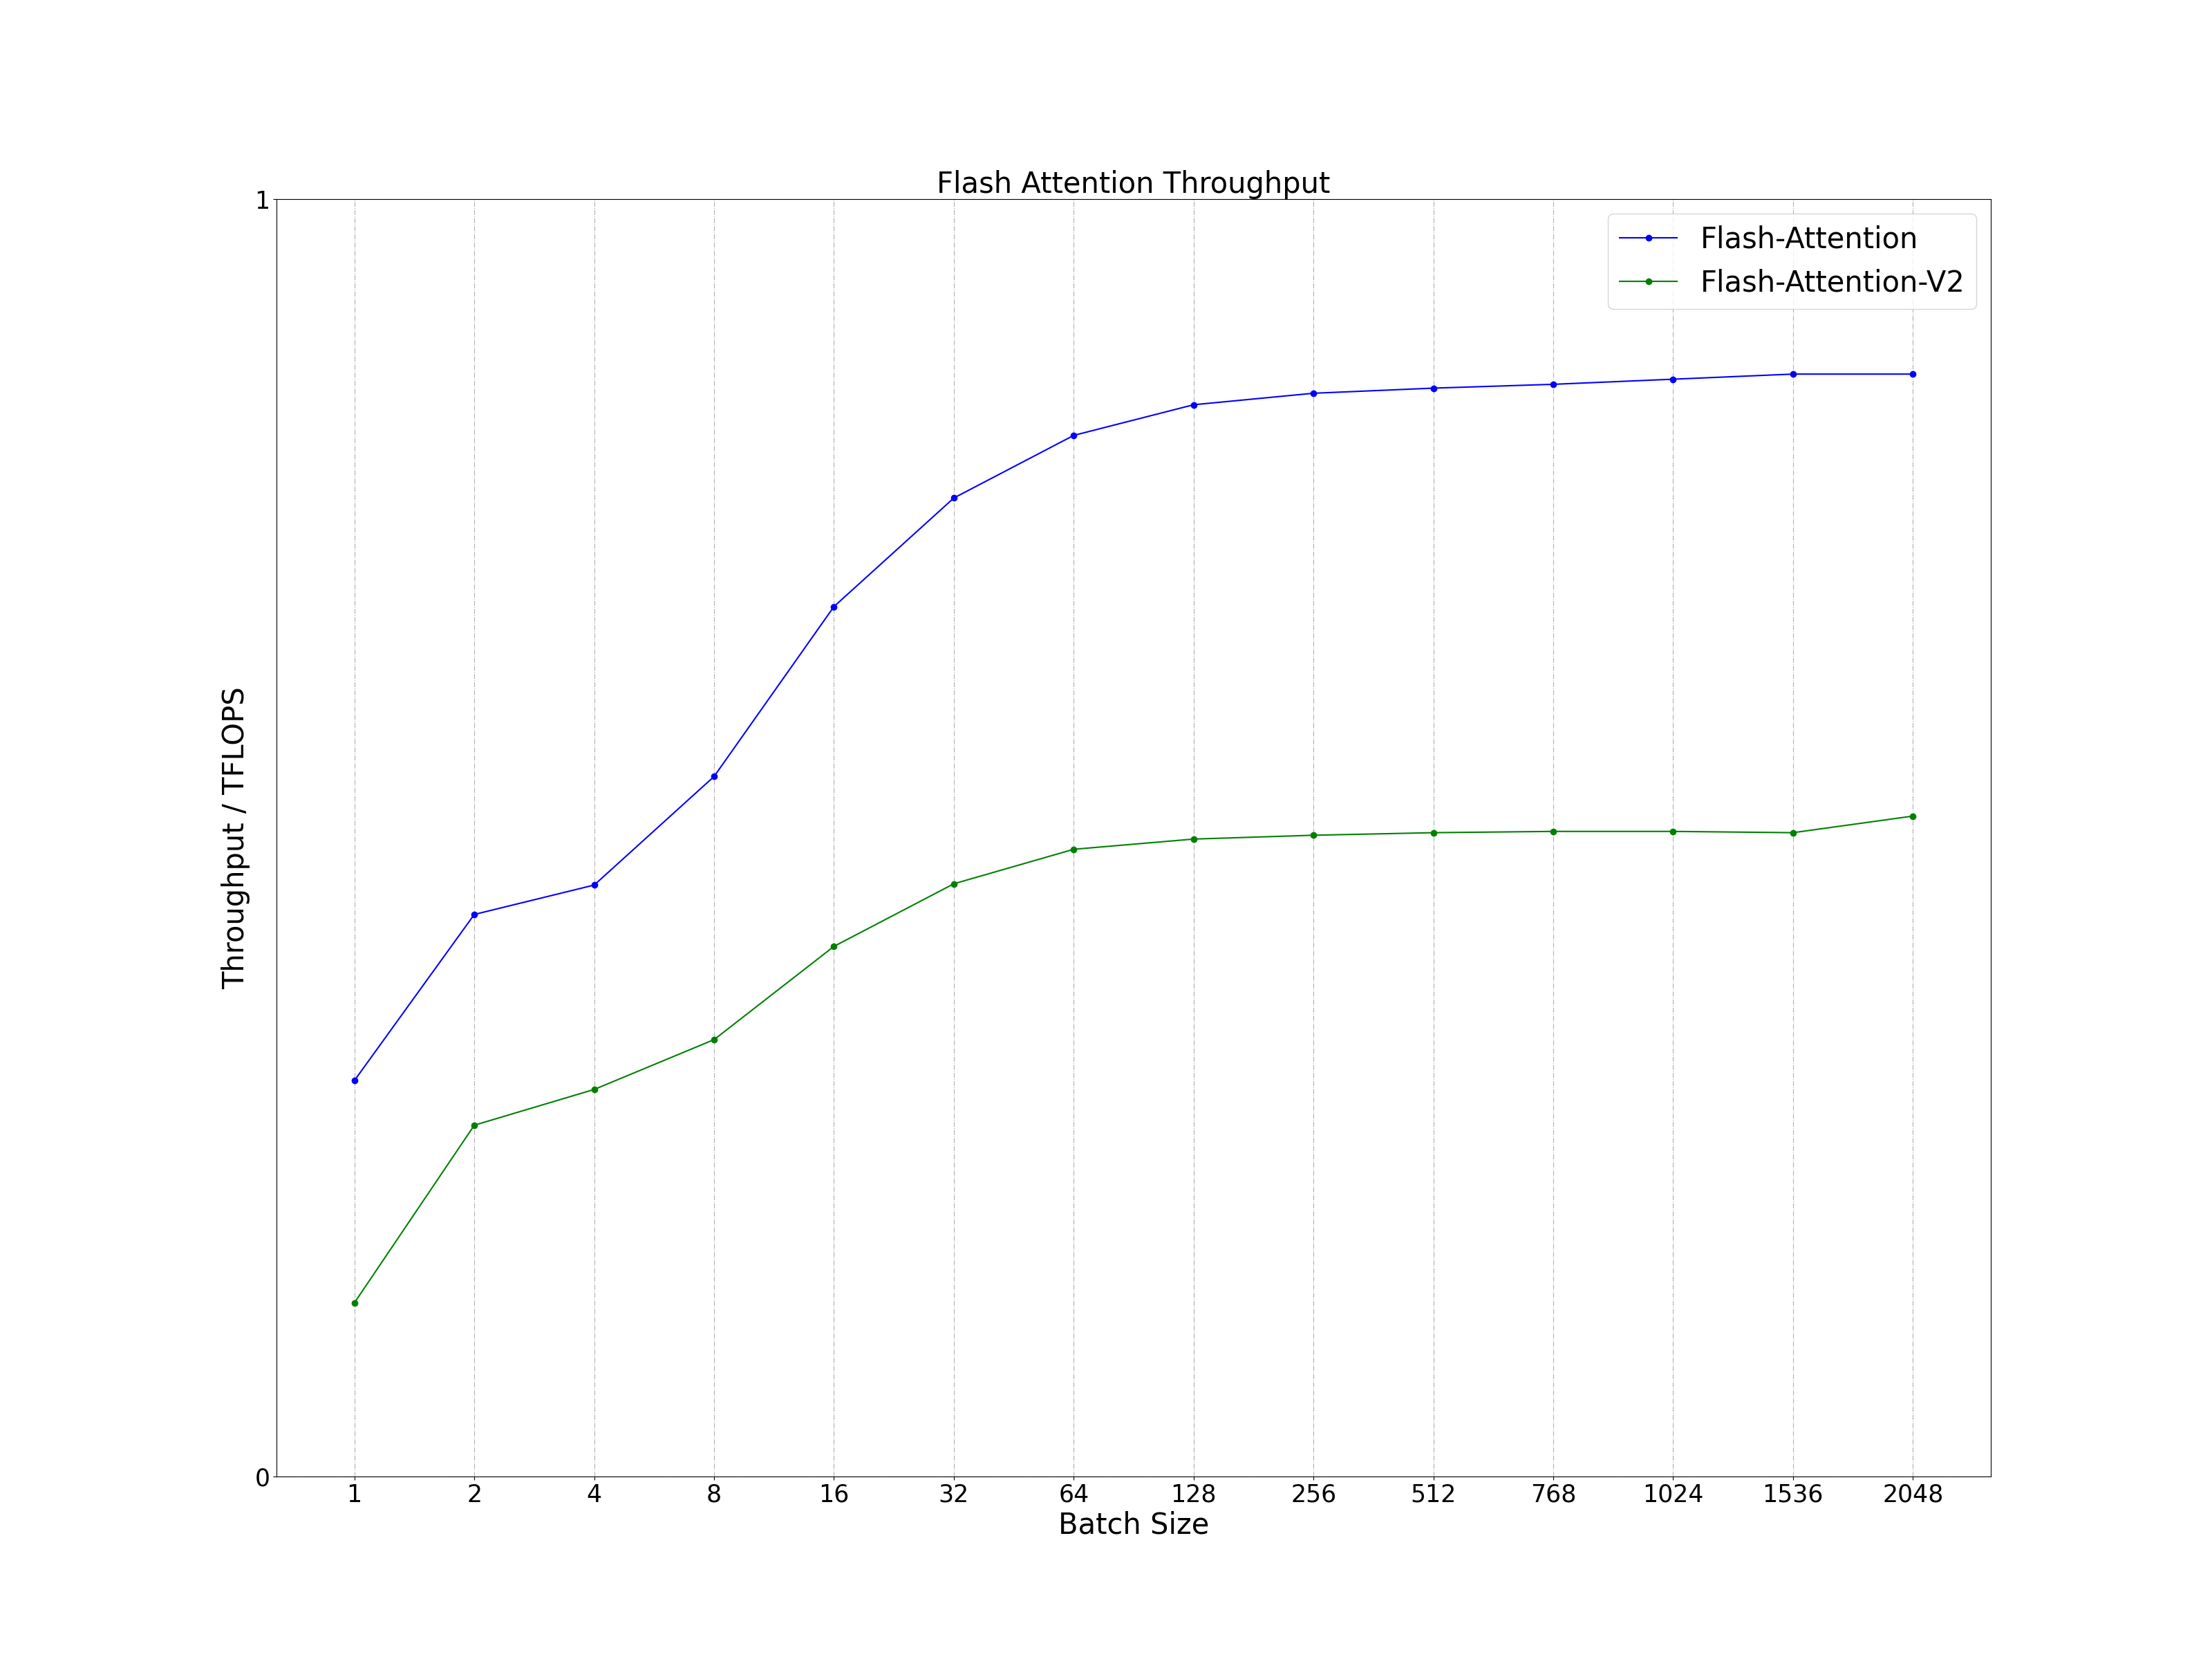 Flash Attention Throughput
1
Flash-Attention
Flash-Attention-V2
Throughput / TFLOPS
0
1 2 4 8 16 32 64 128 256 512 768 1024 1536 2048
Batch Size